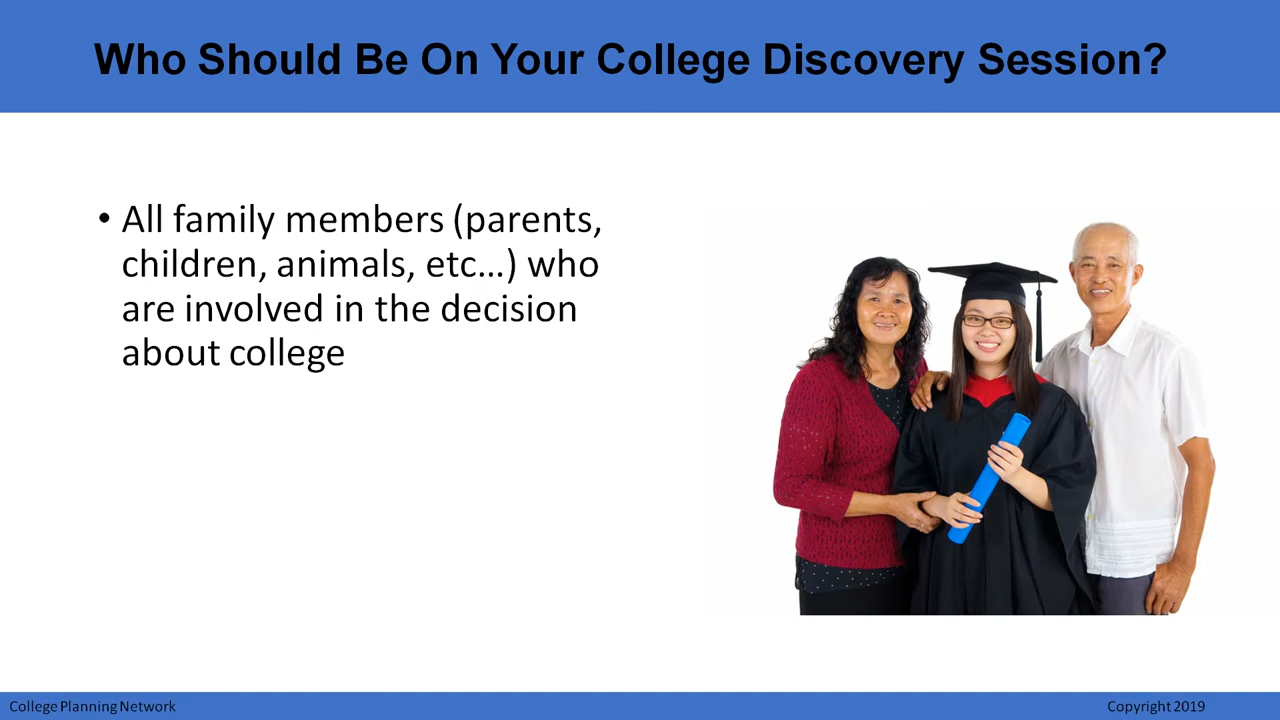 Who Should Be On Your College Discovery Session?
• All family members (parents,
children, animals, etc…) who
are involved in the decision
about college
College Planning Network
Copyright 2019